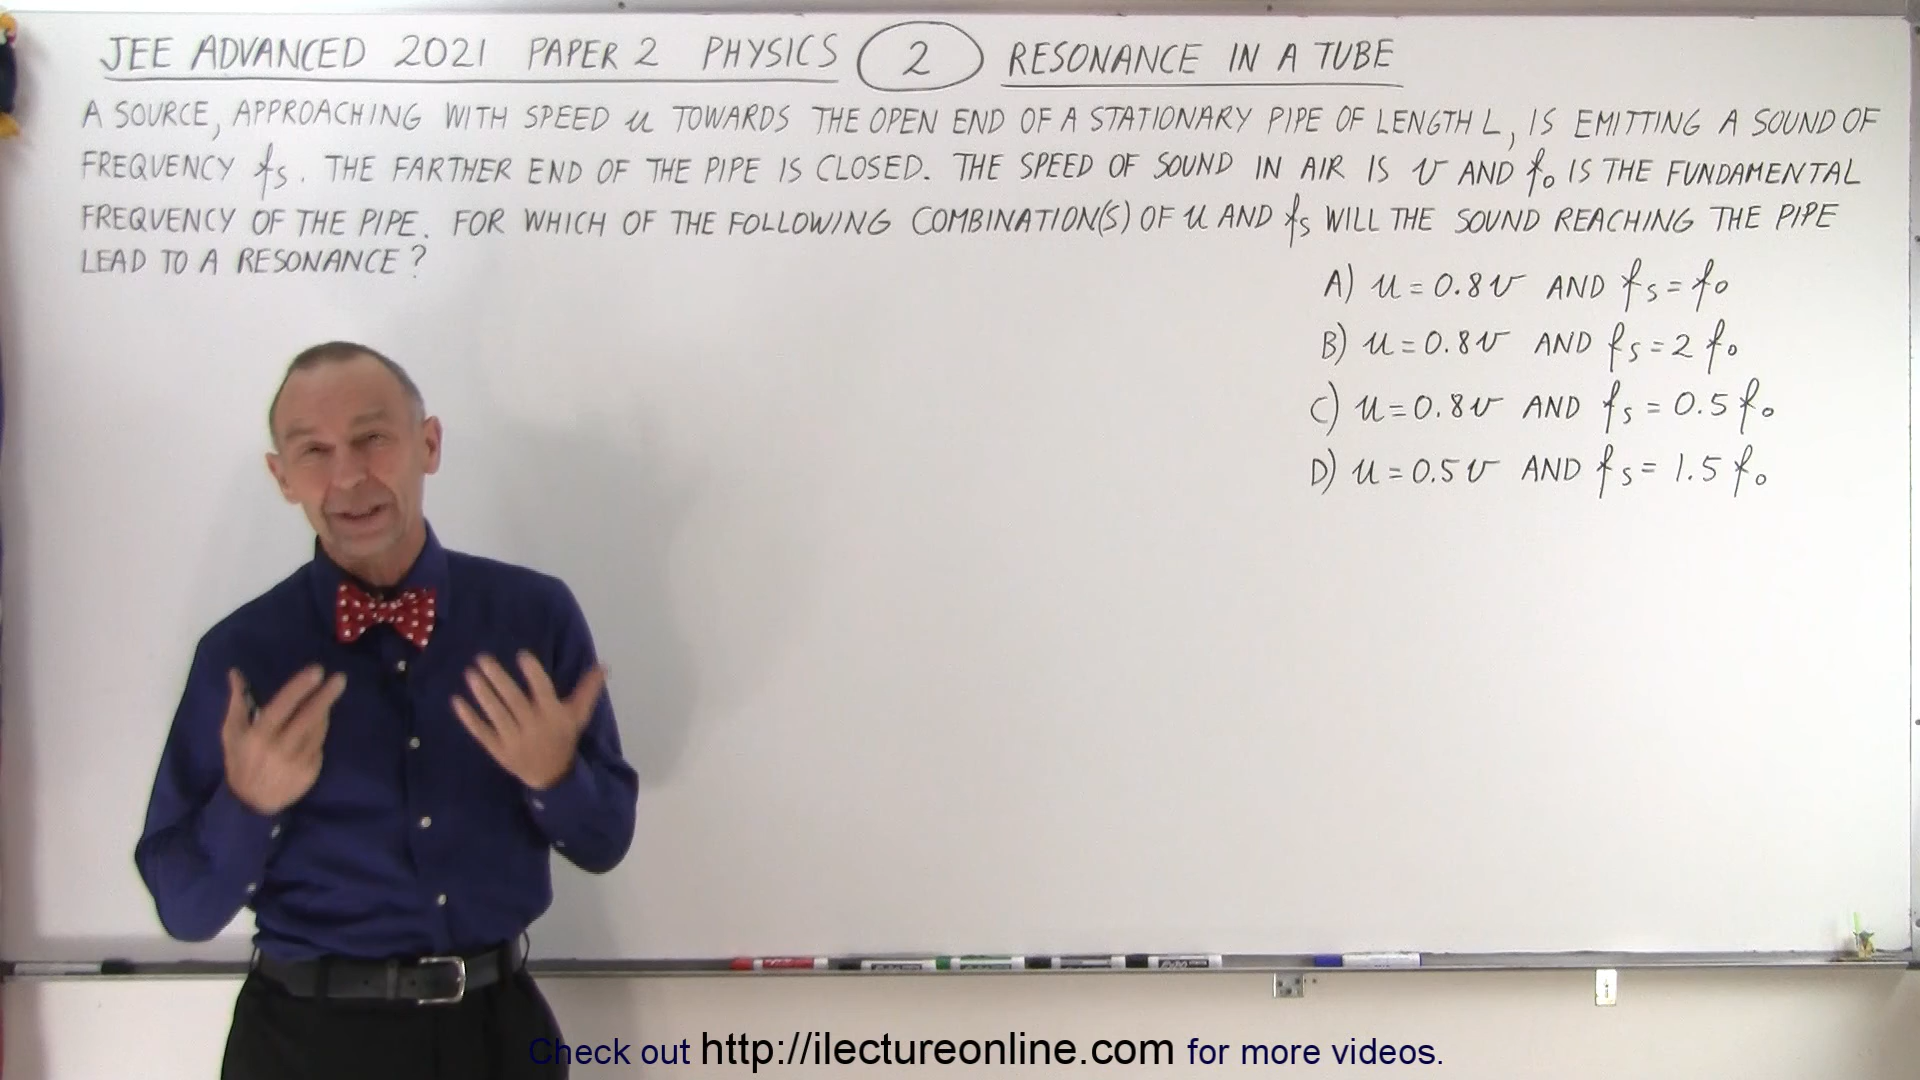 JEE ADVANCED 2021 PAPER 2 PHYSICS 2 RESONANCE IN A TUBE
A SOURCE, APPROACHING WITH SPEED u TOWARDS THE OPEN END OF A STATIONARY PIPE OF LENGTH L, IS EMITTING A SOUND OF
FREQUENCY fs. THE FARTHER END OF THE PIPE IS CLOSED. THE SPEED OF SOUND IN AIR IS v AND fo IS THE FUNDAMENTAL
FREQUENCY OF THE PIPE. FOR WHICH OF THE FOLLOWING COMBINATION(S) OF u AND fs WILL THE SOUND REACHING THE PIPE
LEAD TO A RESONANCE?
A) u = 0.8v AND fs = fo
B) u = 0.8v AND fs = 2 fo
C) u = 0.8v AND fs = 0.5 fo
D) u = 0.5v AND fs = 1.5 fo
Check out http://ilectureonline.com for more videos.